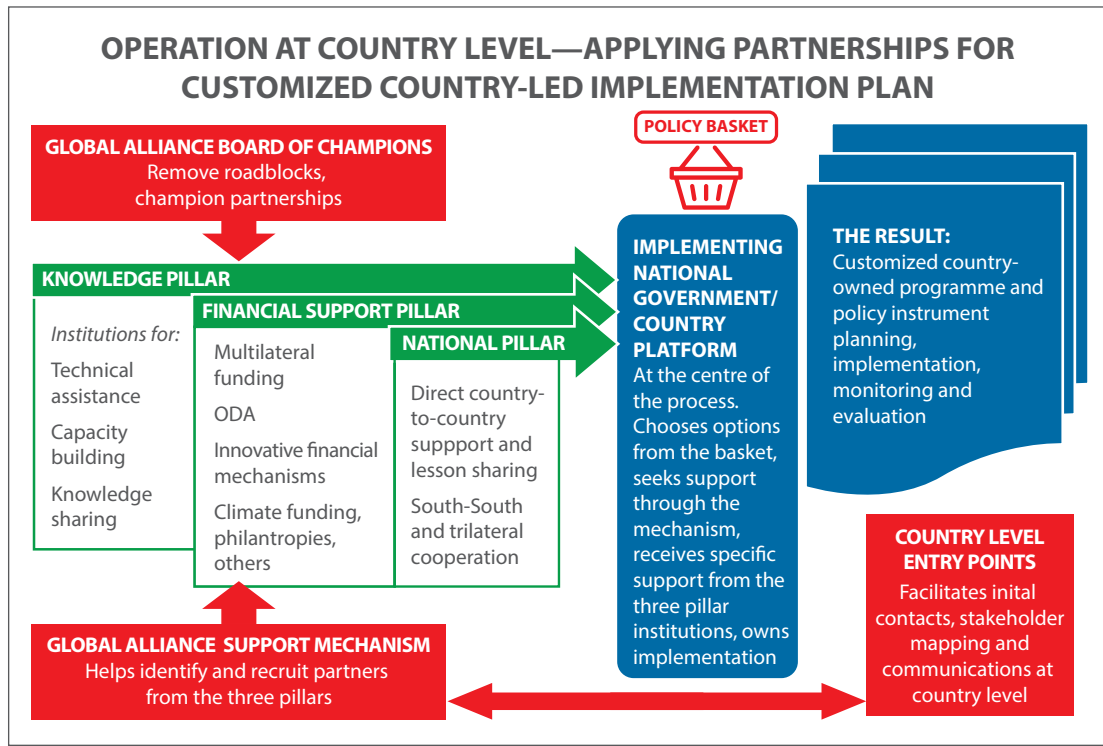 OPERATION AT COUNTRY LEVEL—APPLYING PARTNERSHIPS FOR
CUSTOMIZED COUNTRY-LED IMPLEMENTATION PLAN
GLOBAL ALLIANCE BOARD OF CHAMPIONS
Remove roadblocks,
champion partnerships
KNOWLEDGE PILLAR
Institutions for:
Technical
assistance
Capacity
building
Knowledge
sharing
FINANCIAL SUPPORT PILLAR
Multilateral
funding
ODA
Innovative financial
mechanisms
Climate funding,
philantropies,
others
NATIONAL PILLAR
Direct country-
to-country
suppport and
lesson sharing
South-South
and trilateral
cooperation
GLOBAL ALLIANCE SUPPORT MECHANISM
Helps identify and recruit partners
from the three pillars
POLICY BASKET
IMPLEMENTING
NATIONAL
GOVERNMENT/
COUNTRY
PLATFORM
At the centre of
the process.
Chooses options
from the basket,
seeks support
through the
mechanism,
receives specific
support from the
three pillar
institutions, owns
implementation
THE RESULT:
Customized country-
owned programme and
policy instrument
planning,
implementation,
monitoring and
evaluation
COUNTRY LEVEL
ENTRY POINTS
Facilitates inital
contacts, stakeholder
mapping and
communications at
country level